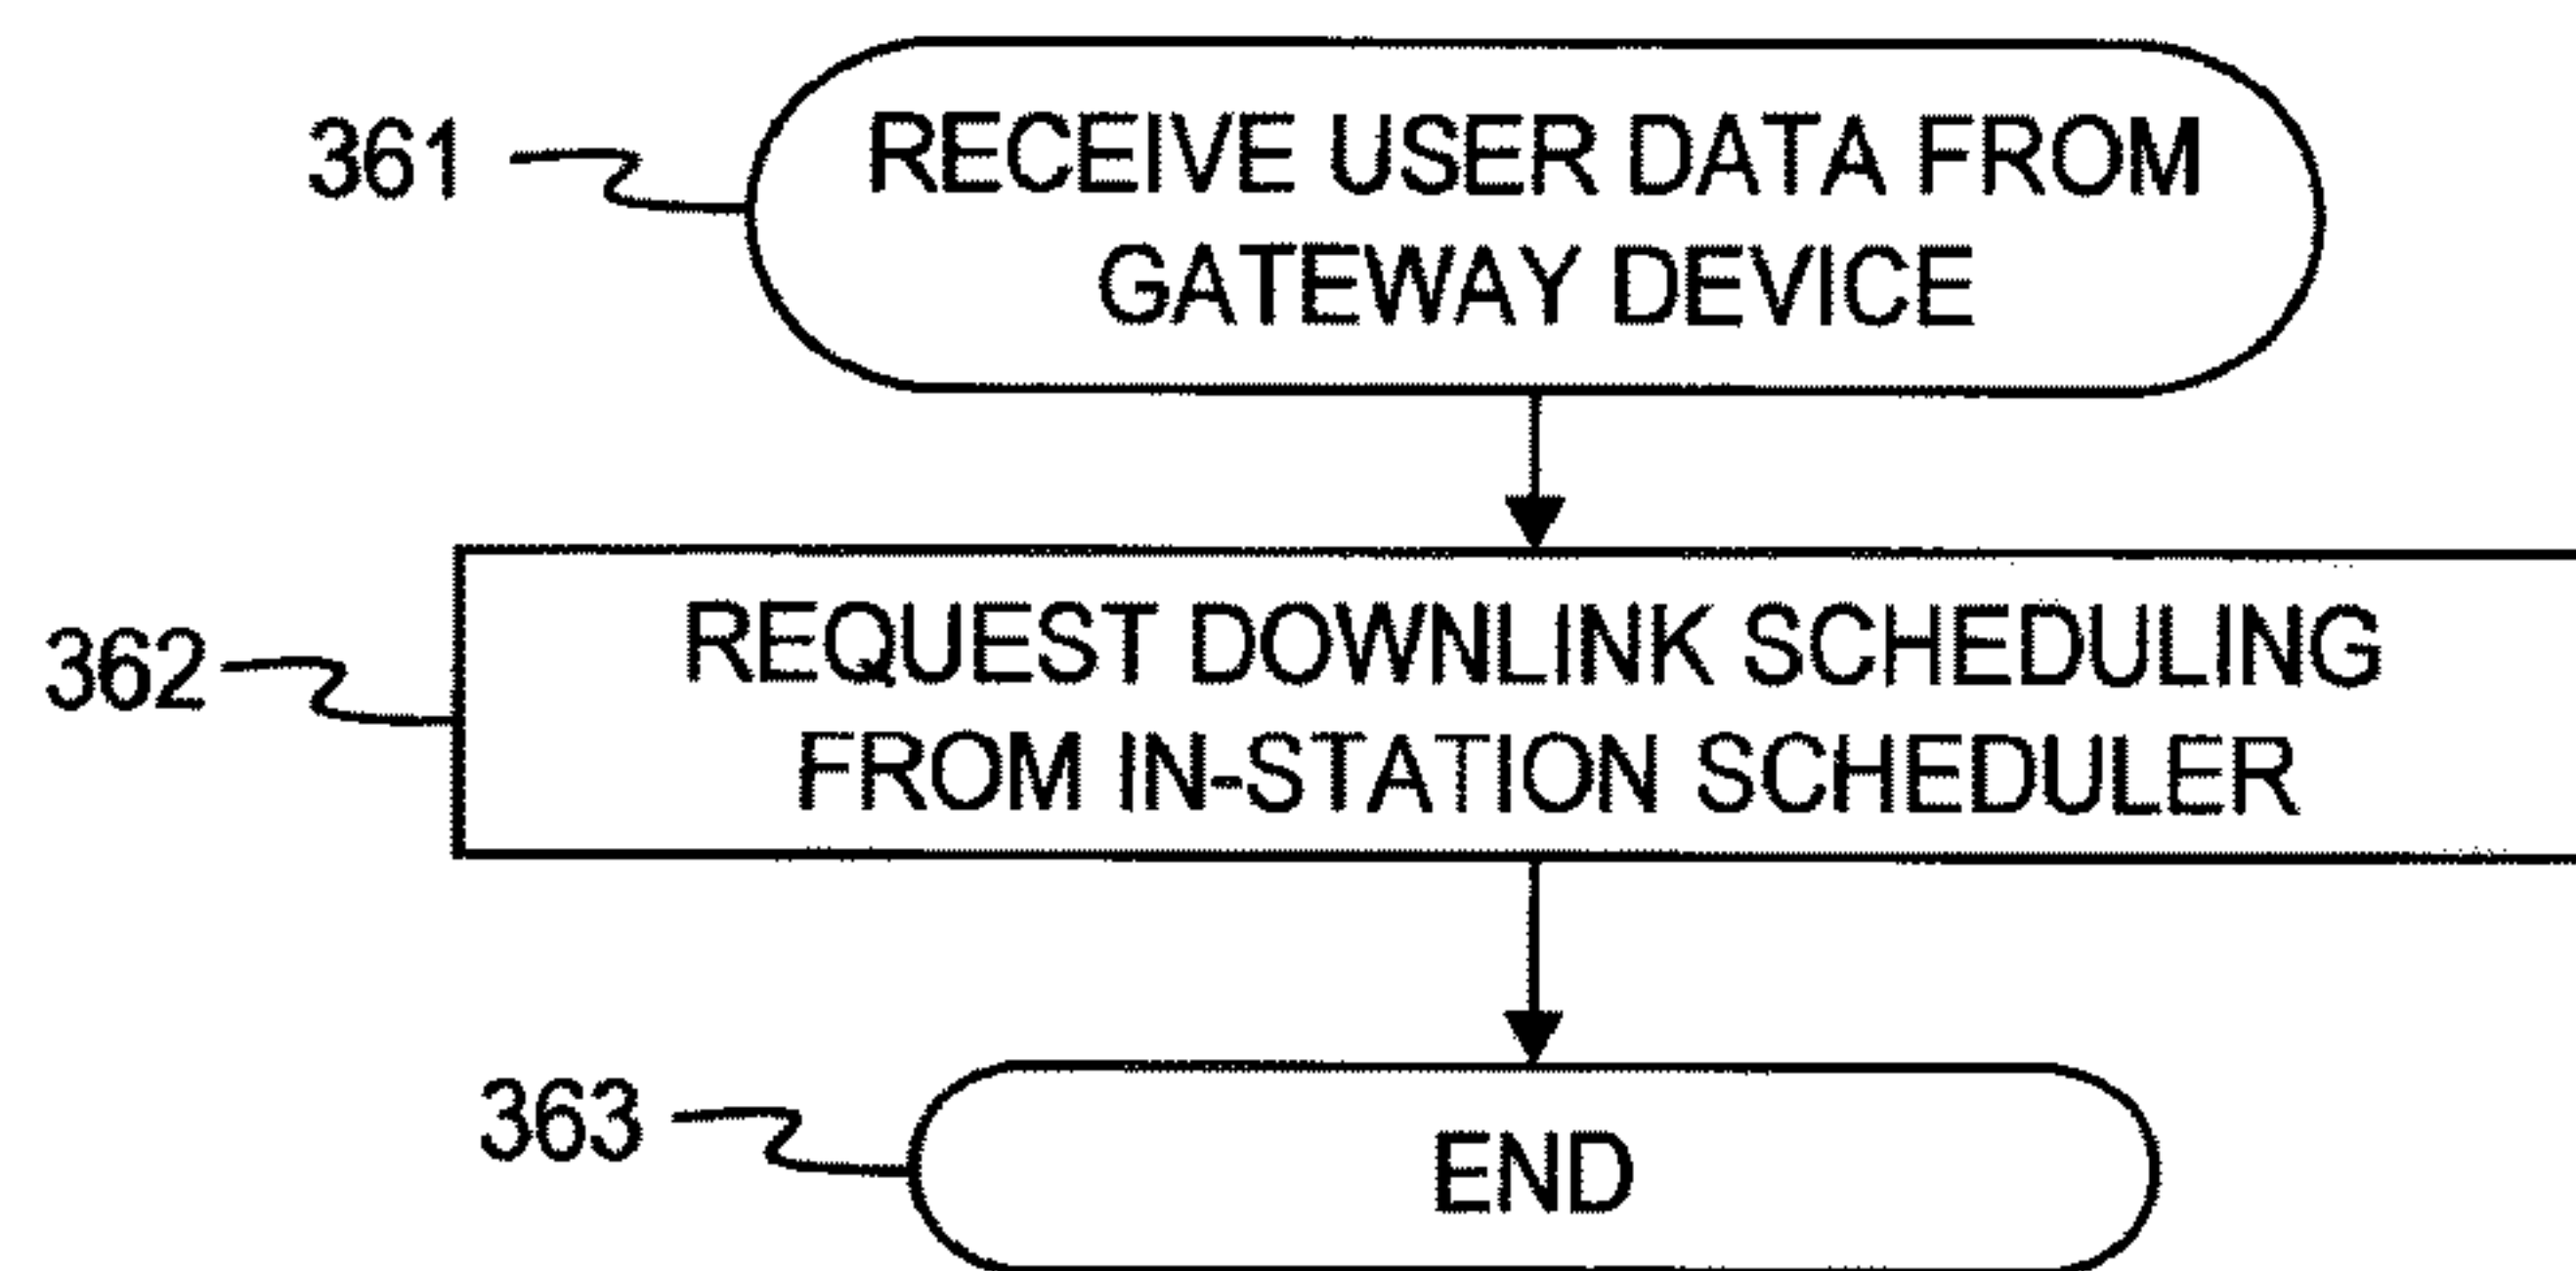 361
RECEIVE USER DATA FROM
GATEWAY DEVICE
362
REQUEST DOWNLINK SCHEDULING
FROM IN-STATION SCHEDULER
363
END